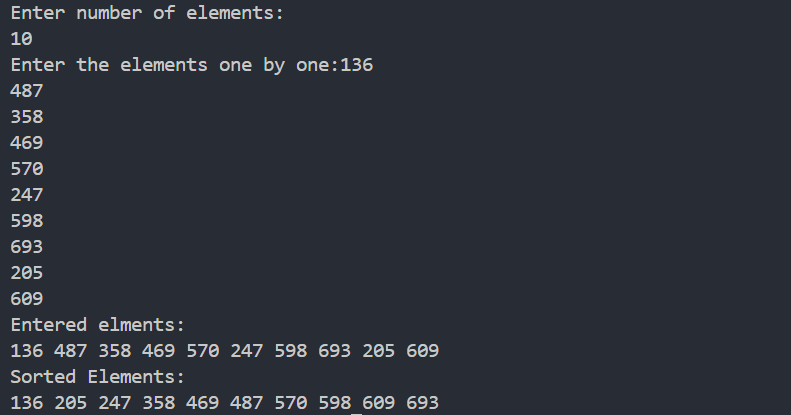 Enter number of elements:
10
Enter the elements one by one:136
487
358
469
570
247
598
693
205
609
Entered elments:
136 487 358 469 570 247 598 693 205 609
Sorted Elements:
136 205 247 358 469 487 570 598 609 693